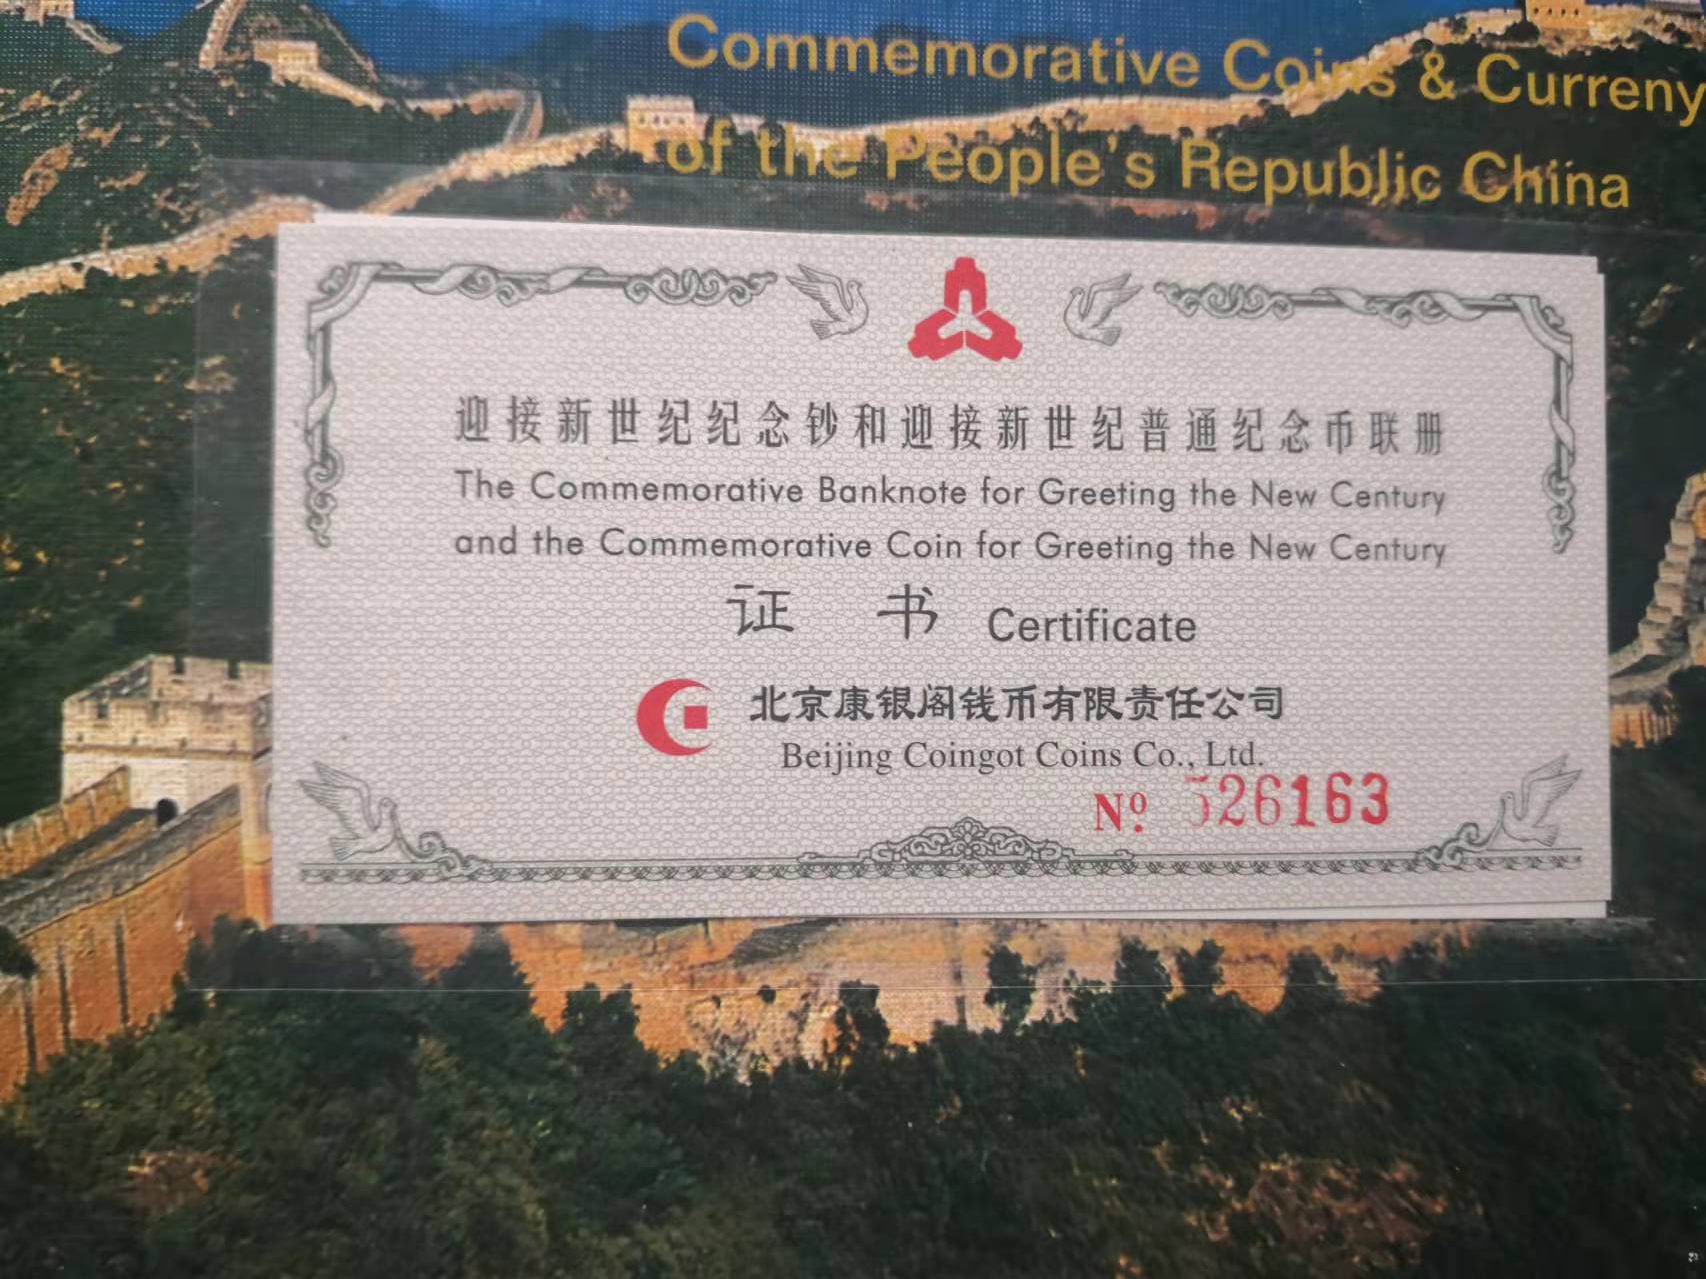 Commemorative Coins & Curreny
of the People's Republic China
迎接新世纪纪念钞和迎接新世纪普通纪念币联册
The Commemorative Banknote for Greeting the New Century
and the Commemorative Coin for Greeting the New Century
证 书 Certificate
北京康银阁钱币有限责任公司
Beijing Coingot Coins Co., Ltd.
Nº 526163